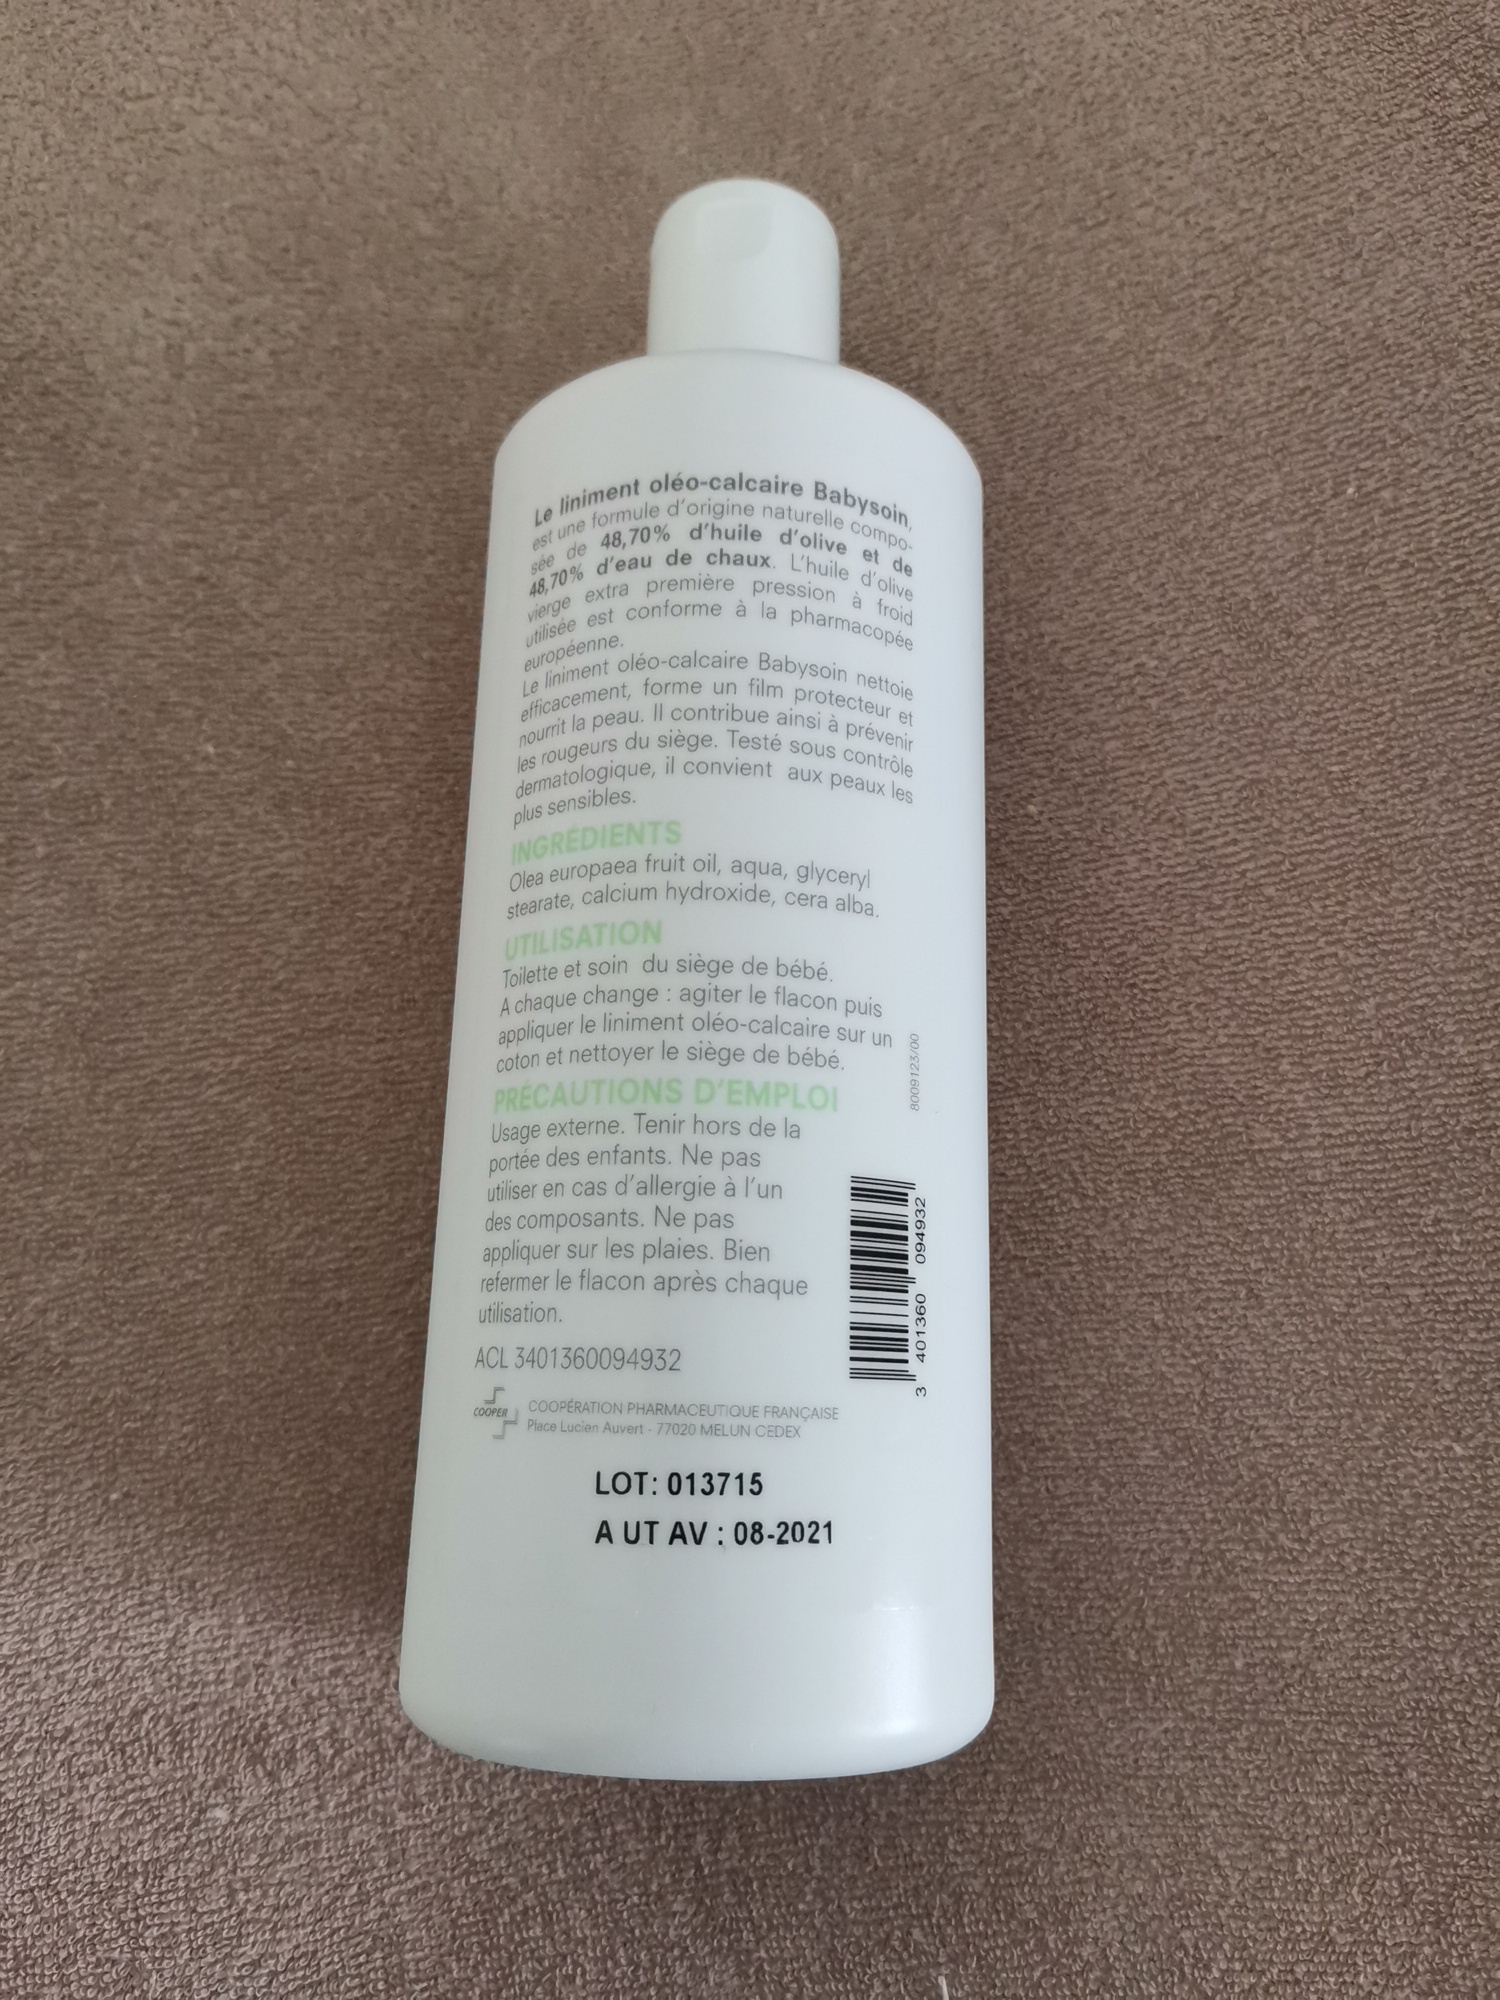 Le liniment oléo-calcaire Babysoin,
est une formule d'origine naturelle compo-
sée de 48,70% d'huile d'olive et de
48,70% d'eau de chaux. L'huile d'olive
vierge extra première pression à froid
utilisée est conforme à la pharmacopée
européenne.
Le liniment oléo-calcaire Babysoin nettoie
efficacement, forme un film protecteur et
nourrit la peau. Il contribue ainsi à prévenir
les rougeurs du siège. Testé sous contrôle
dermatologique, il convient aux peaux les
plus sensibles.
INGRÉDIENTS
Olea europaea fruit oil, aqua, glyceryl
stearate, calcium hydroxide, cera alba.
UTILISATION
Toilette et soin du siège de bébé.
A chaque change : agiter le flacon puis
appliquer le liniment oléo-calcaire sur un
coton et nettoyer le siège de bébé.
PRÉCAUTIONS D'EMPLOI
Usage externe. Tenir hors de la
portée des enfants. Ne pas
utiliser en cas d'allergie à l'un
des composants. Ne pas
appliquer sur les plaies. Bien
refermer le flacon après chaque
utilisation.
8009123/00
3 401360 094932
ACL 3401360094932
COOPER
COOPÉRATION PHARMACEUTIQUE FRANÇAISE
Place Lucien Auvert - 77020 MELUN CEDEX
LOT: 013715
A UT AV : 08-2021